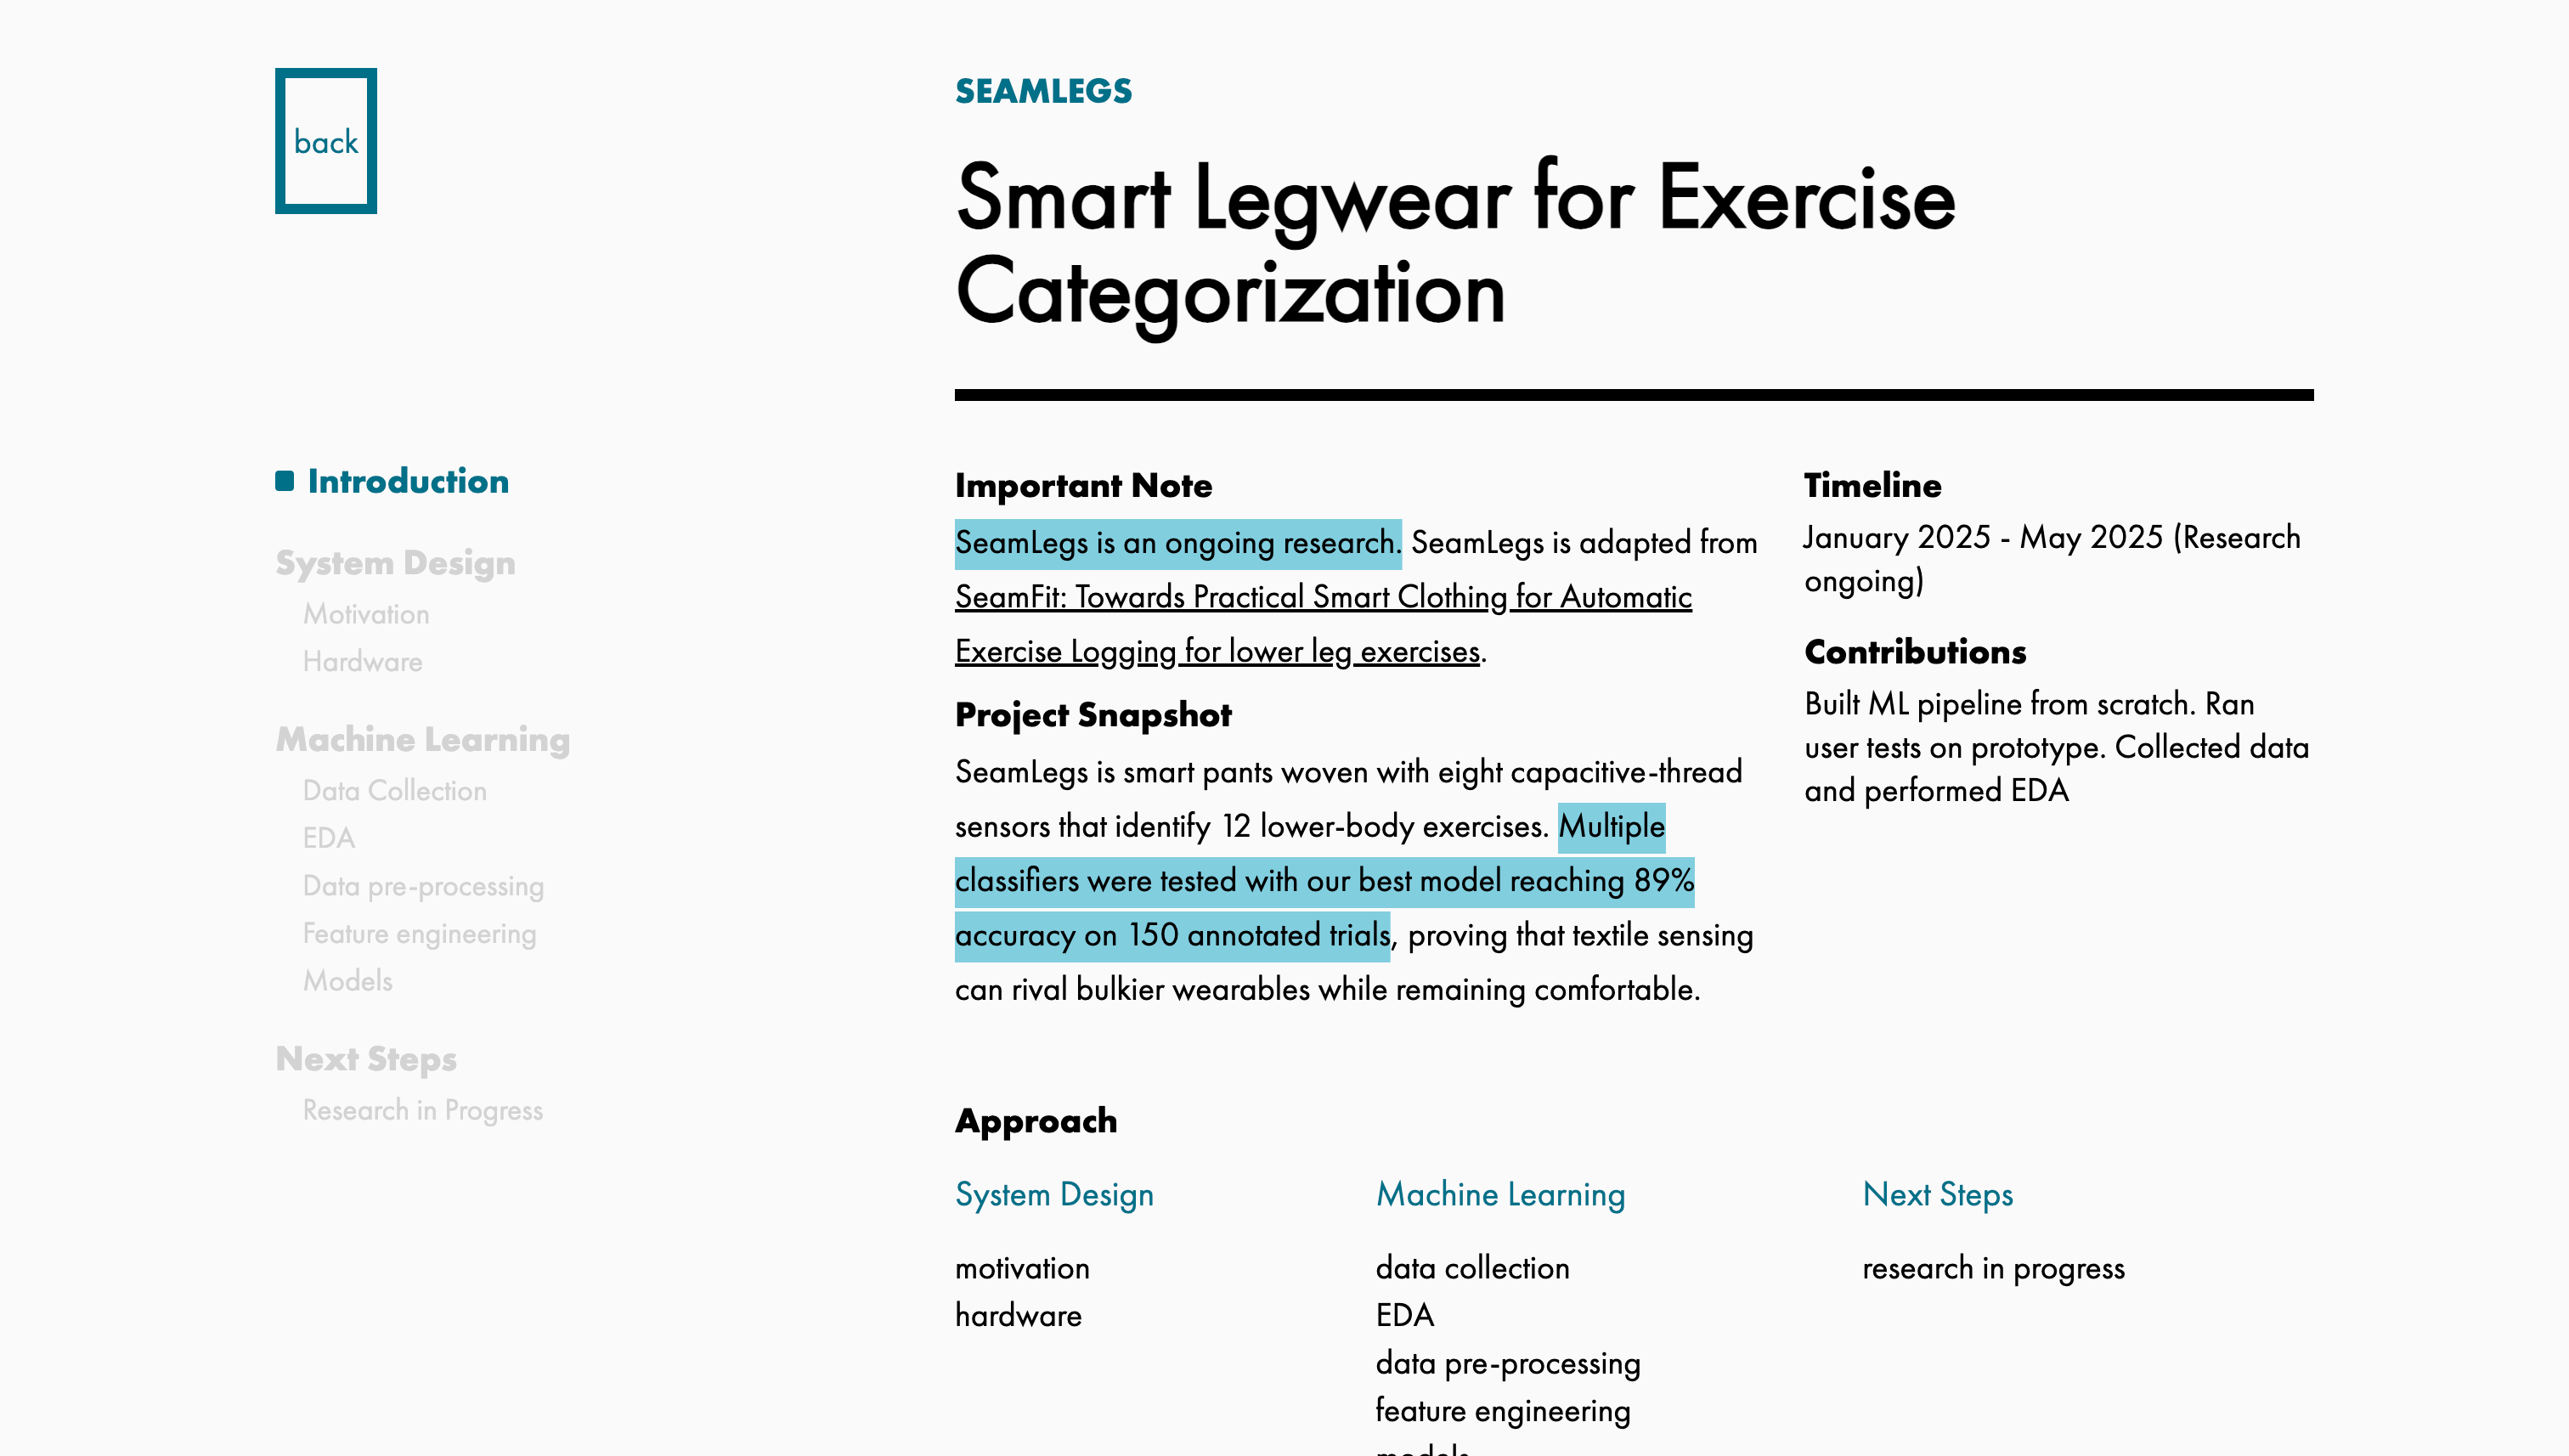 back
SEAMLEGS
Smart Legwear for Exercise
Categorization
Introduction
System Design
Motivation
Hardware
Machine Learning
Data Collection
EDA
Data pre-processing
Feature engineering
Models
Next Steps
Research in Progress
Important Note
SeamLegs is an ongoing research. SeamLegs is adapted from
SeamFit: Towards Practical Smart Clothing for Automatic
Exercise Logging for lower leg exercises.
Project Snapshot
SeamLegs is smart pants woven with eight capacitive-thread
sensors that identify 12 lower-body exercises. Multiple
classifiers were tested with our best model reaching 89%
accuracy on 150 annotated trials, proving that textile sensing
can rival bulkier wearables while remaining comfortable.
Timeline
January 2025 - May 2025 (Research
ongoing)
Contributions
Built ML pipeline from scratch. Ran
user tests on prototype. Collected data
and performed EDA
Approach
System Design
motivation
hardware
Machine Learning
data collection
EDA
data pre-processing
feature engineering
models
Next Steps
research in progress